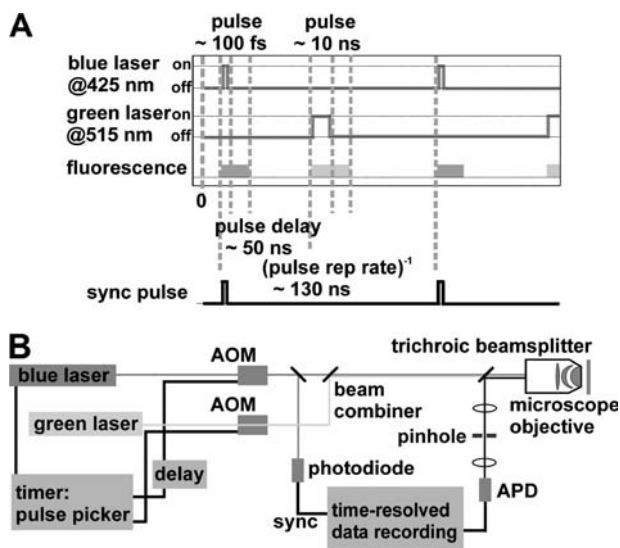 A
pulse
~ 100 fs
pulse
~ 10 ns
blue laser
@425 nm
on
off
green laser
@515 nm
on
off
fluorescence
0
pulse delay
~ 50 ns
(pulse rep rate)-1
~ 130 ns
sync pulse
B
AOM
trichroic beamsplitter
blue laser
AOM
beam
combiner
green laser
microscope
objective
pinhole
delay
photodiode
APD
timer:
pulse picker
sync
time-resolved
data recording